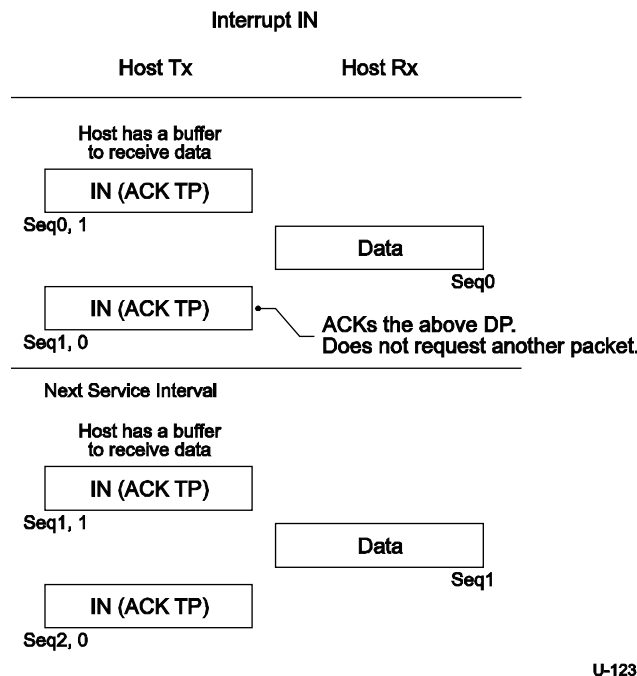 Interrupt IN
Host Tx
Host Rx
Host has a buffer
to receive data
IN (ACK TP)
Seq0, 1
Data
Seq0
IN (ACK TP)
Seq1, 0
ACKs the above DP.
Does not request another packet.
Next Service Interval
Host has a buffer
to receive data
IN (ACK TP)
Seq1, 1
Data
Seq1
IN (ACK TP)
Seq2, 0
U-123